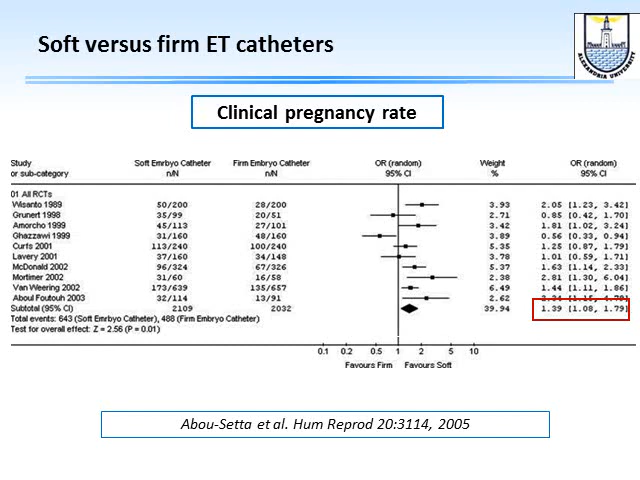 Soft versus firm ET catheters
ALEXANDRIA UNIVERSITY
Clinical pregnancy rate
Study Soft Emrbyo Catheter Firm Embryo Catheter OR (random) Weight OR (random)
or sub-category n/N n/N 95% CI % 95% CI
01 All RCTs
Wisanto 1989 50/200 28/200 3.93 2.05 [1.23, 3.42]
Grunert 1998 35/99 20/51 2.71 0.85 [0.42, 1.70]
Amorcho 1999 45/113 27/101 3.42 1.81 [1.02, 3.24]
Ghazzawi 1999 31/160 48/160 3.89 0.56 [0.33, 0.94]
Curfs 2001 113/240 100/240 5.35 1.25 [0.87, 1.79]
Lavery 2001 37/160 34/148 3.78 1.01 [0.59, 1.71]
McDonald 2002 96/324 67/326 5.37 1.63 [1.14, 2.33]
Mortimer 2002 31/60 16/58 2.38 2.81 [1.30, 6.04]
Van Weering 2002 173/639 135/657 6.49 1.44 [1.11, 1.86]
Aboul Foutouh 2003 32/114 13/91 2.62 2.34 [1.15, 4.78]
Subtotal (95% CI) 2109 2032 39.94 1.39 [1.08, 1.79]
Total events: 643 (Soft Emrbyo Catheter), 488 (Firm Embryo Catheter)
Test for overall effect: Z = 2.56 (P = 0.01)
0.1 0.2 0.5 1 2 5 10
Favours Firm Favours Soft
Abou-Setta et al. Hum Reprod 20:3114, 2005